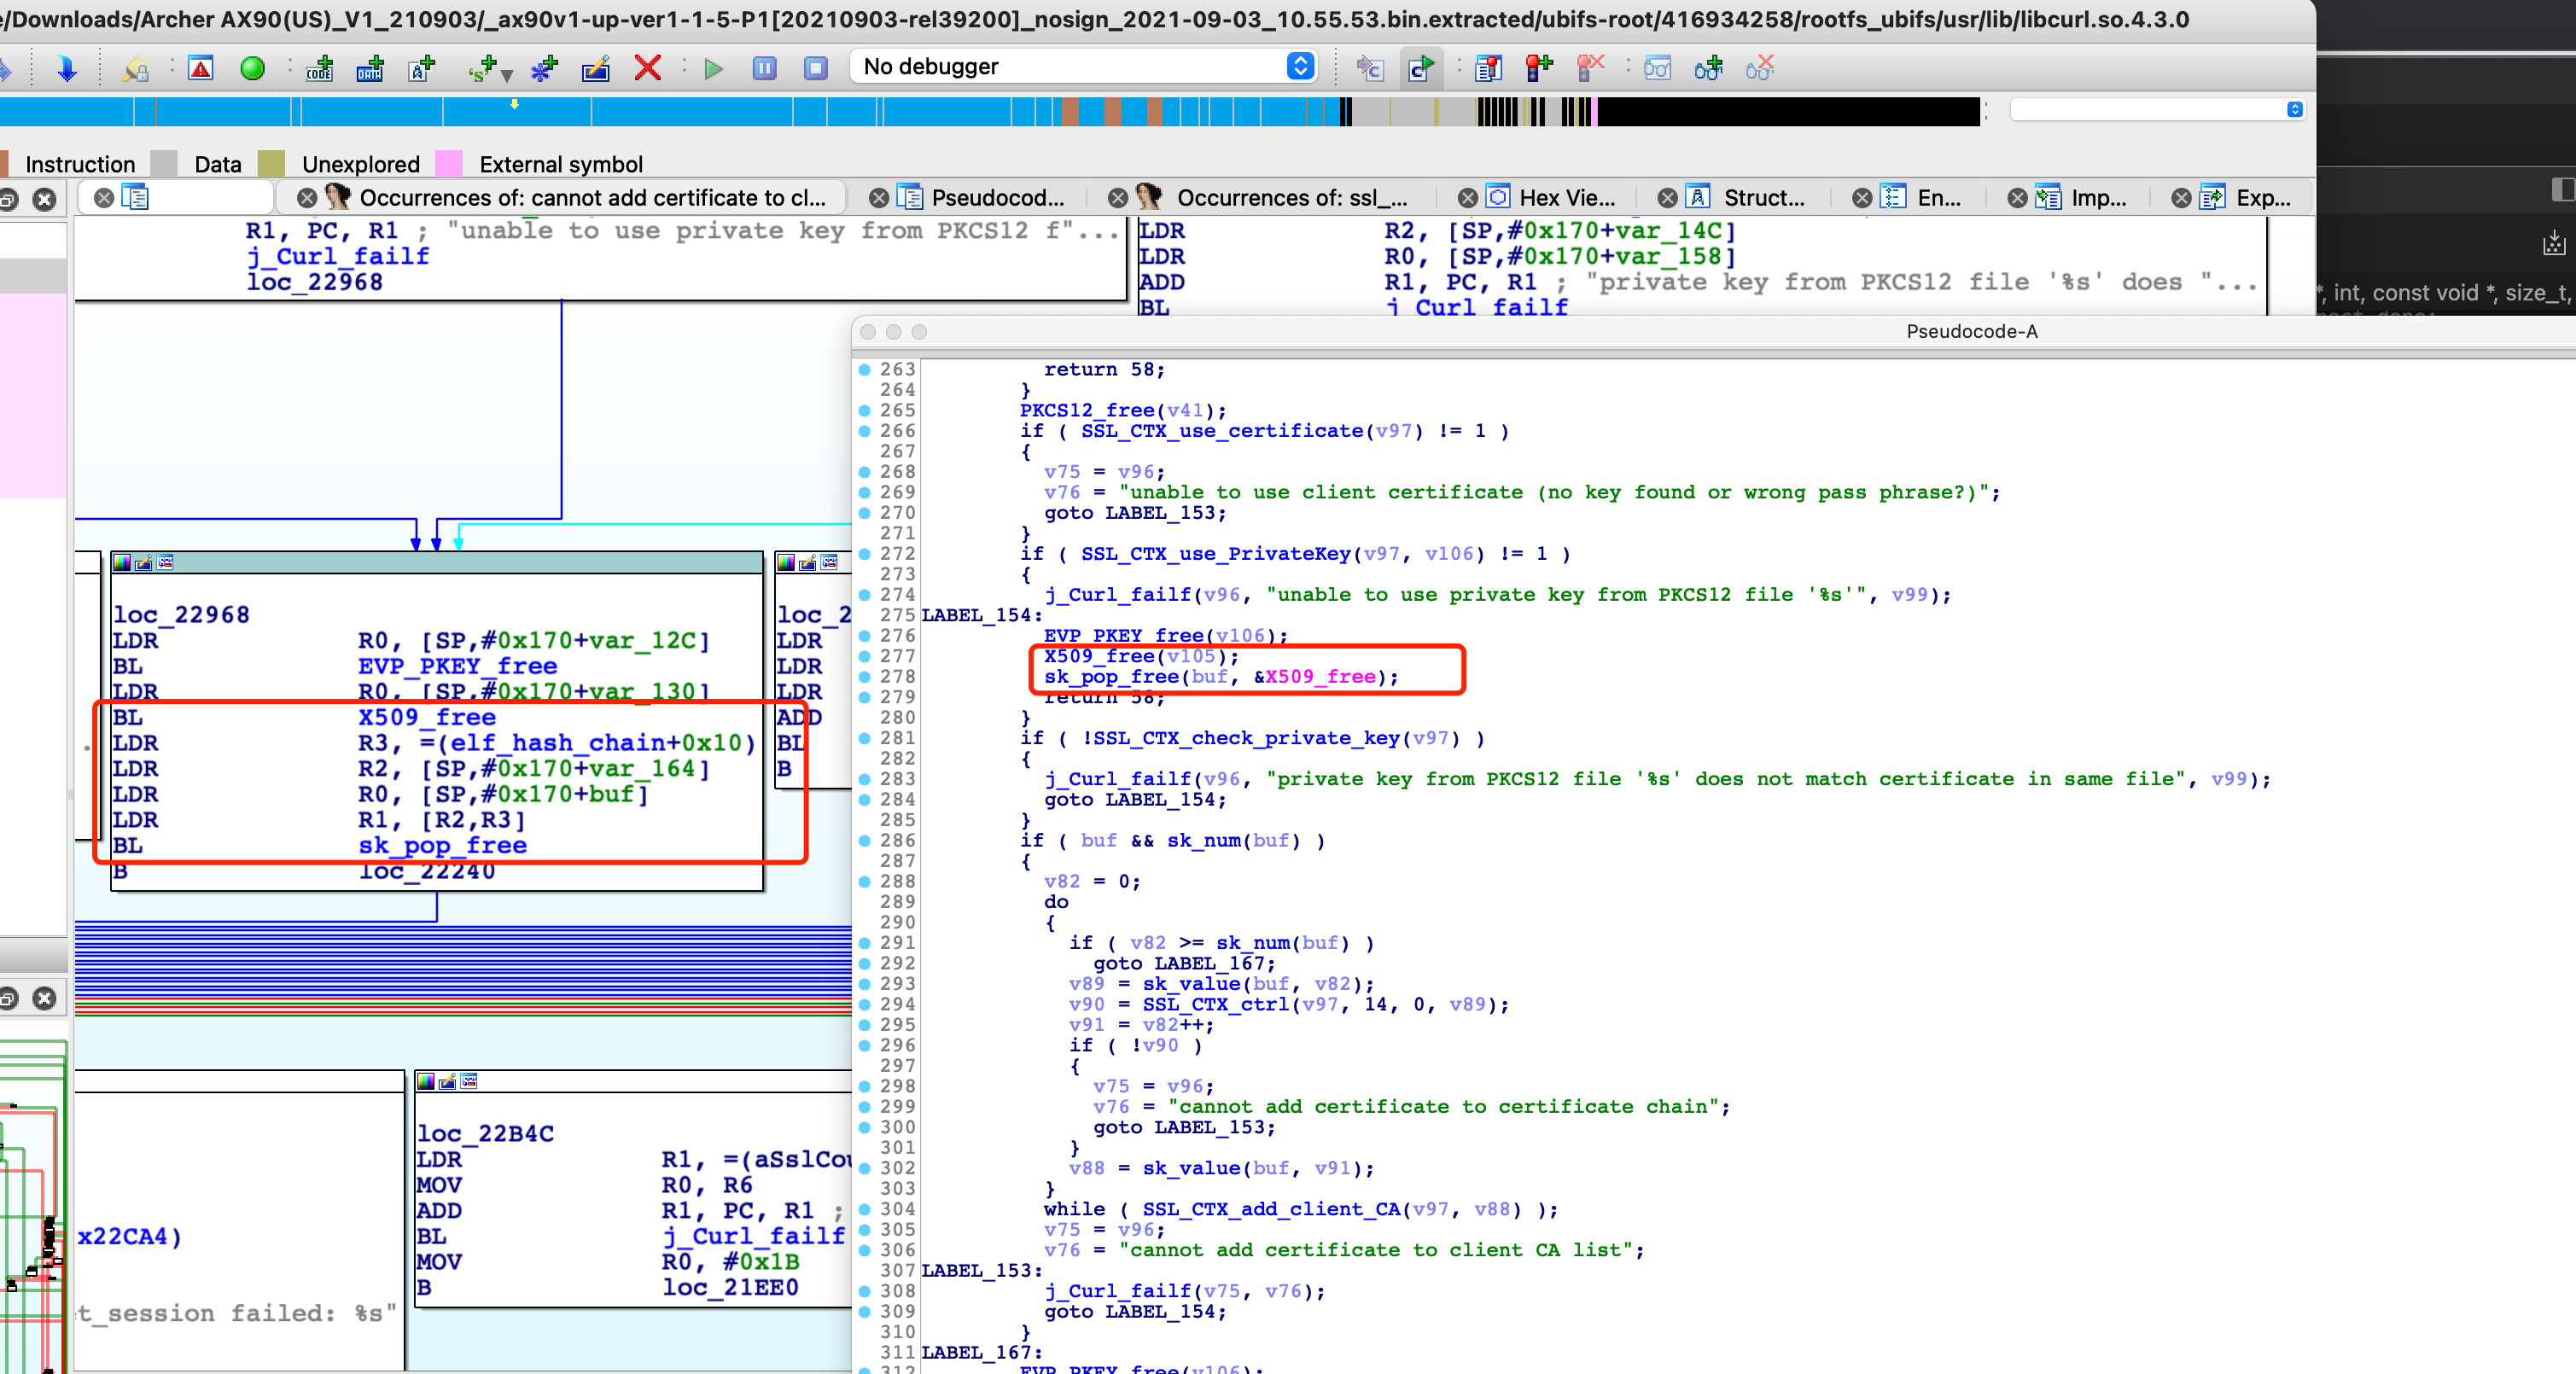 e/Downloads/Archer AX90(US)_V1_210903/_ax90v1-up-ver1-1-5-P1[20210903-rel39200]_nosign_2021-09-03_10.55.53.bin.extracted/ubifs-root/416934258/rootfs_ubifs/usr/lib/libcurl.so.4.3.0
No debugger
Instruction Data Unexplored External symbol
Occurrences of: cannot add certificate to cl... Pseudocod... Occurrences of: ssl_... Hex Vie... Struct... En... Imp... Exp...
R1, PC, R1 ; "unable to use private key from PKCS12 f"...
j_Curl_failf
loc_22968
LDR R2, [SP,#0x170+var_14C]
LDR R0, [SP,#0x170+var_158]
ADD R1, PC, R1 ; "private key from PKCS12 file '%s' does "...
BL j_Curl_failf
*, int, const void *, size_t,
loc_22968
LDR R0, [SP,#0x170+var_12C]
BL EVP_PKEY_free
LDR R0, [SP,#0x170+var_130]
BL X509_free
LDR R3, =(elf_hash_chain+0x10)
LDR R2, [SP,#0x170+var_164]
LDR R0, [SP,#0x170+buf]
LDR R1, [R2,R3]
BL sk_pop_free
B loc_22240
loc_2
LDR
LDR
LDR
ADD
BL
B
x22CA4)
t_session failed: %s"
loc_22B4C
LDR R1, =(aSslCou
MOV R0, R6
ADD R1, PC, R1 ;
BL j_Curl_failf
MOV R0, #0x1B
B loc_21EE0
Pseudocode-A
263 return 58;
264 }
265 PKCS12_free(v41);
266 if ( SSL_CTX_use_certificate(v97) != 1 )
267 {
268 v75 = v96;
269 v76 = "unable to use client certificate (no key found or wrong pass phrase?)";
270 goto LABEL_153;
271 }
272 if ( SSL_CTX_use_PrivateKey(v97, v106) != 1 )
273 {
274 j_Curl_failf(v96, "unable to use private key from PKCS12 file '%s'", v99);
275 LABEL_154:
276 EVP_PKEY_free(v106);
277 X509_free(v105);
278 sk_pop_free(buf, &X509_free);
279 return 58;
280 }
281 if ( !SSL_CTX_check_private_key(v97) )
282 {
283 j_Curl_failf(v96, "private key from PKCS12 file '%s' does not match certificate in same file", v99);
284 goto LABEL_154;
285 }
286 if ( buf && sk_num(buf) )
287 {
288 v82 = 0;
289 do
290 {
291 if ( v82 >= sk_num(buf) )
292 goto LABEL_167;
293 v89 = sk_value(buf, v82);
294 v90 = SSL_CTX_ctrl(v97, 14, 0, v89);
295 v91 = v82++;
296 if ( !v90 )
297 {
298 v75 = v96;
299 v76 = "cannot add certificate to certificate chain";
300 goto LABEL_153;
301 }
302 v88 = sk_value(buf, v91);
303 }
304 while ( SSL_CTX_add_client_CA(v97, v88) );
305 v75 = v96;
306 v76 = "cannot add certificate to client CA list";
307 LABEL_153:
308 j_Curl_failf(v75, v76);
309 goto LABEL_154;
310 }
311 LABEL_167:
312 EVP_PKEY_free(v106);